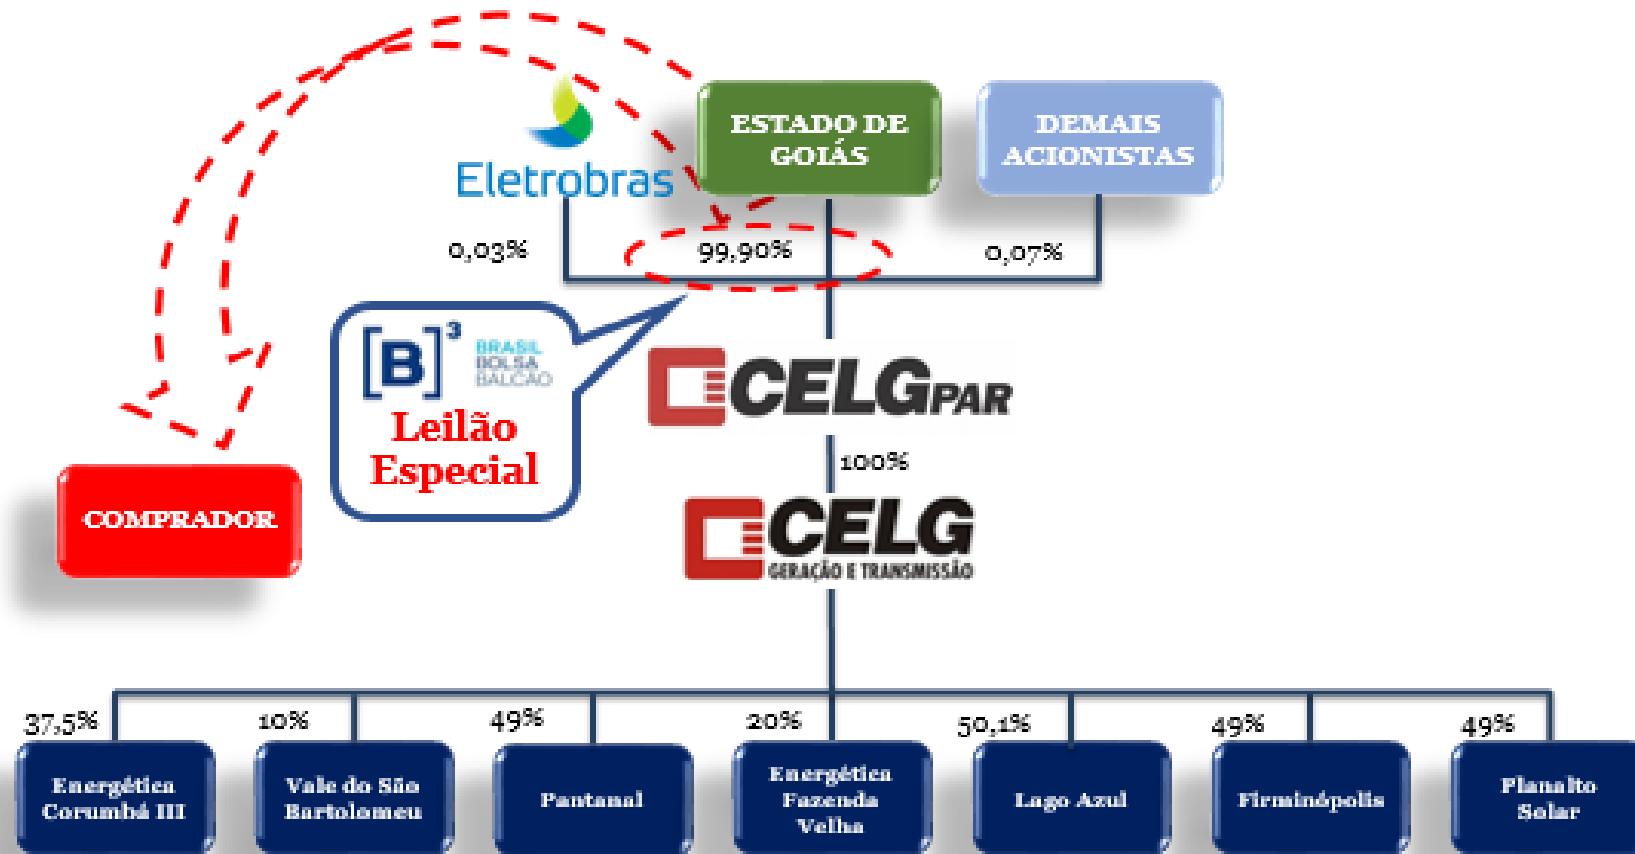 Eletrobras
ESTADO DE
GOIÁS
DEMAIS
ACIONISTAS
0,03%
99,90%
0,07%
[B]³
BRASIL
BOLSA
BALCÃO
Leilão
Especial
CELGPAR
100%
COMPRADOR
CELG
GERAÇÃO E TRANSMISSÃO
37,5%
10%
49%
20%
50,1%
49%
49%
Energética
Corumbá III
Vale do São
Bartolomeu
Pantanal
Energética
Fazenda
Velha
Lago Azul
Firminópolis
Planalto
Solar